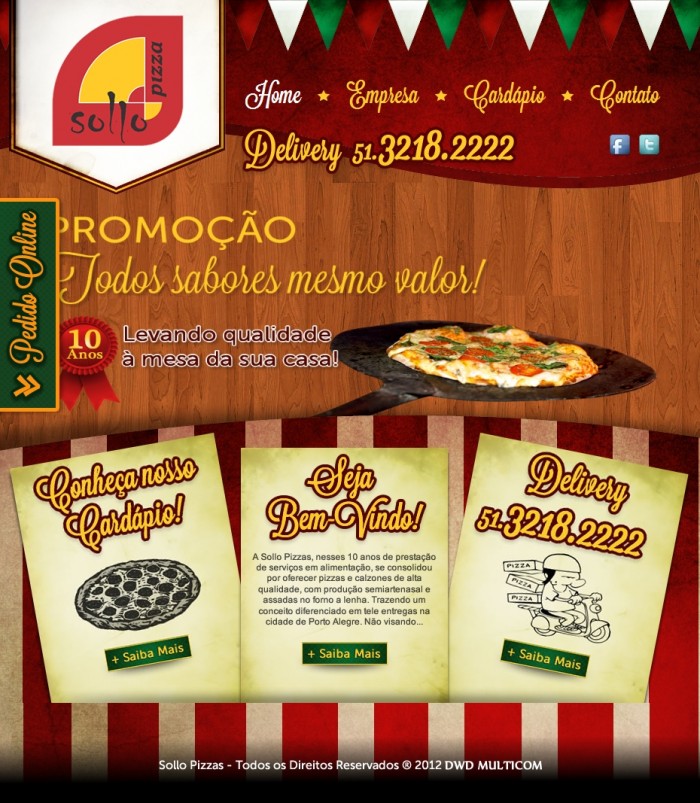 sollo pizza
Home Empresa Cardápio Contato
Delivery 51.3218.2222
f t
Pedido Online
PROMOÇÃO
Todos sabores mesmo valor!
10
Anos
Levando qualidade
à mesa da sua casa!
Conheça nosso
Cardápio!
+ Saiba Mais
Seja
Bem-Vindo!
A Sollo Pizzas, nesses 10 anos de prestação
de serviços em alimentação, se consolidou
por oferecer pizzas e calzones de alta
qualidade, com produção semiartenasal e
assadas no forno a lenha. Trazendo um
conceito diferenciado em tele entregas na
cidade de Porto Alegre. Não visando...
+ Saiba Mais
Delivery
51.3218.2222
PIZZA
PIZZA
PIZZA
+ Saiba Mais
Sollo Pizzas - Todos os Direitos Reservados ® 2012 DWD MULTICOM